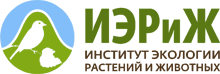 ИЭРиЖ
ИНСТИТУТ ЭКОЛОГИИ
РАСТЕНИЙ И ЖИВОТНЫХ